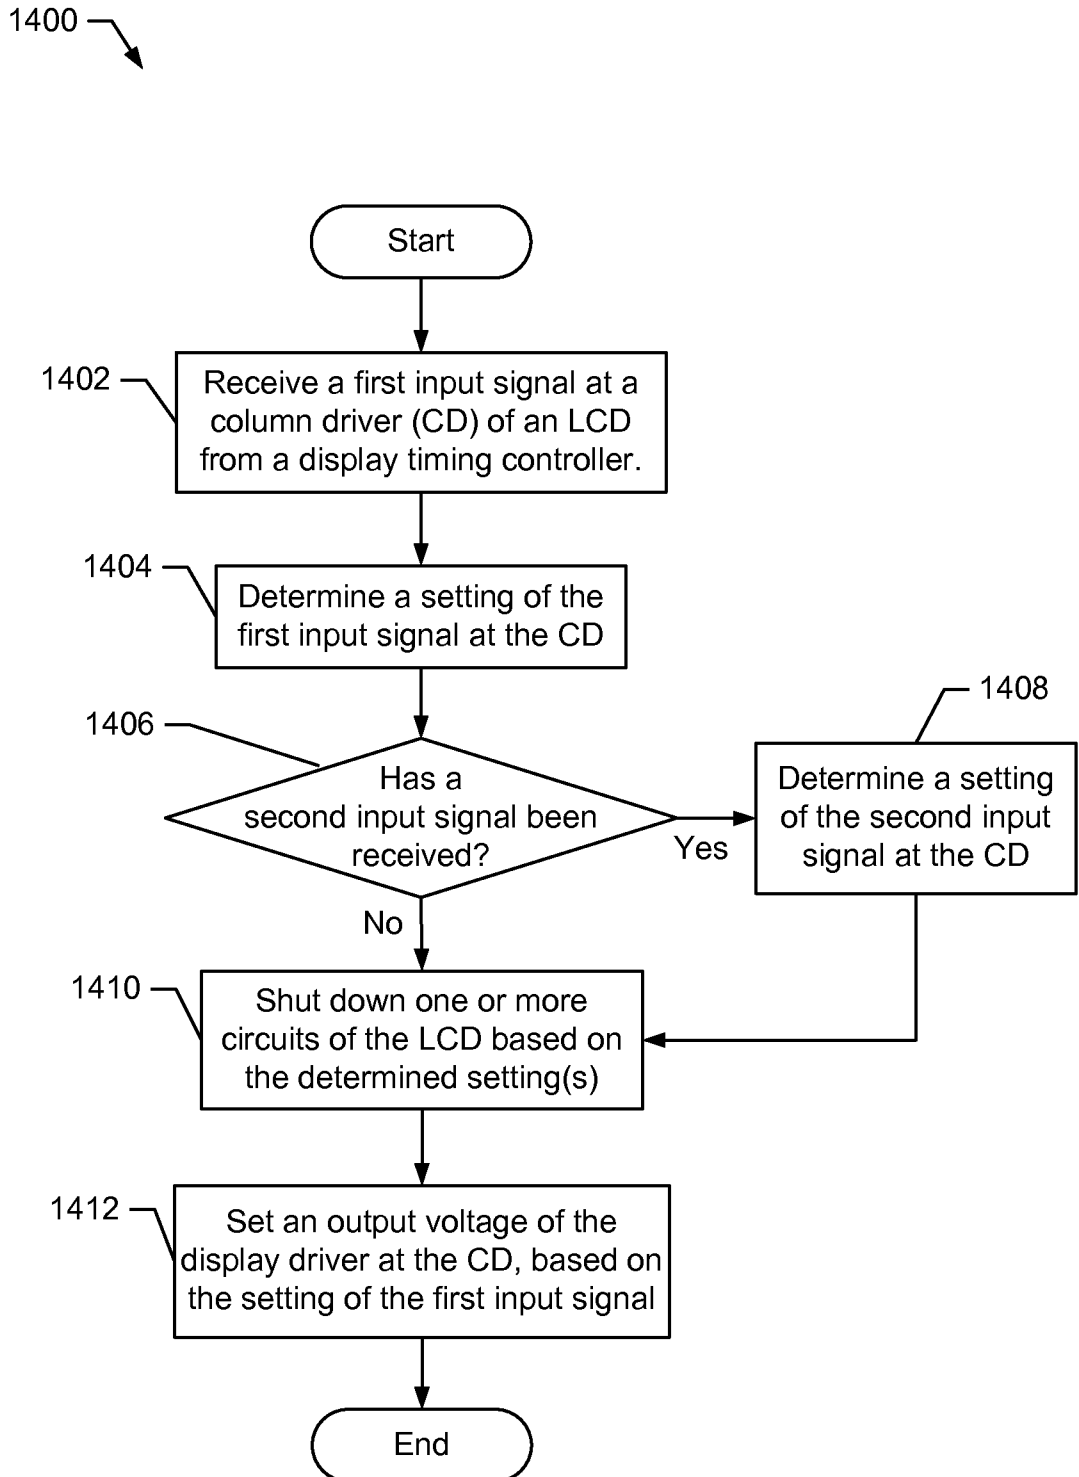 1400
Start
1402
Receive a first input signal at a
column driver (CD) of an LCD
from a display timing controller.
1404
Determine a setting of the
first input signal at the CD
1406
Has a
second input signal been
received?
Yes
1408
Determine a setting
of the second input
signal at the CD
No
1410
Shut down one or more
circuits of the LCD based on
the determined setting(s)
1412
Set an output voltage of the
display driver at the CD, based on
the setting of the first input signal
End